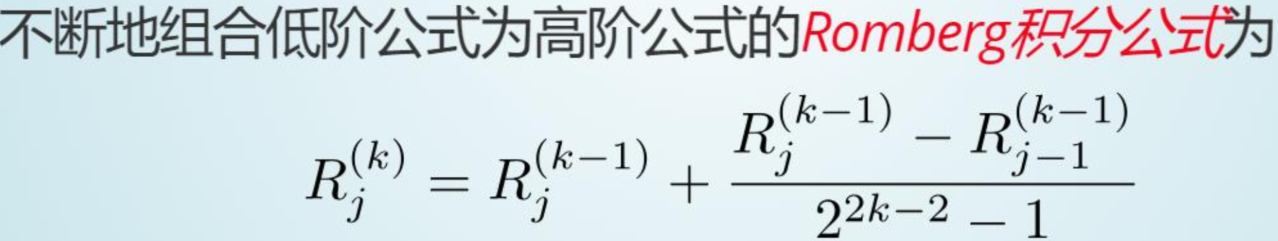 不断地组合低阶公式为高阶公式的Romberg积分公式为
R_j^{(k)} = R_j^{(k-1)} + \frac{R_j^{(k-1)} - R_{j-1}^{(k-1)}}{2^{2k-2} - 1}